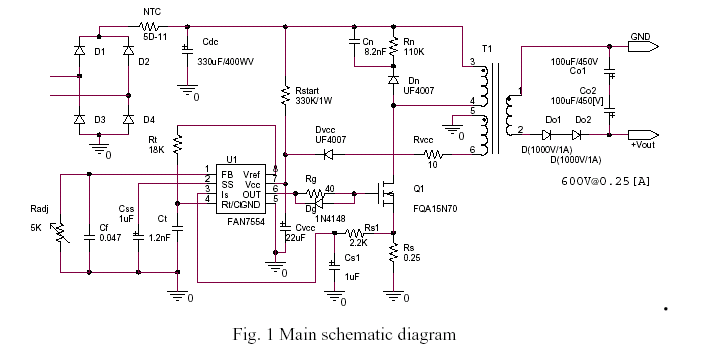 NTC
5D-11
D1
D2
Cdc
330uF/400WV
0
Cn
8.2nF
Rn
110K
T1
GND
100uF/450V
Co1
Co2
100uF/450[V]
Dn
UF4007
3
4
5
6
1
2
Rstart
330K/1W
D3
D4
0
0
Do1
Do2
+Vout
D(1000V/1A)
D(1000V/1A)
600V@0.25[A]
Dvcc
UF4007
Rvcc
10
Rt
18K
U1
1
2
3
4
FB
SS
Is
Rt/Ct
Vref
Vcc
OUT
GND
8
7
6
5
FAN7554
Rg
40
Dg
1N4148
Q1
FQA15N70
Radj
5K
Cf
0.047
Css
1uF
Ct
1.2nF
Cvcc
22uF
Rs1
2.2K
Rs
0.25
Cs1
1uF
0
0
0
0
Fig. 1 Main schematic diagram